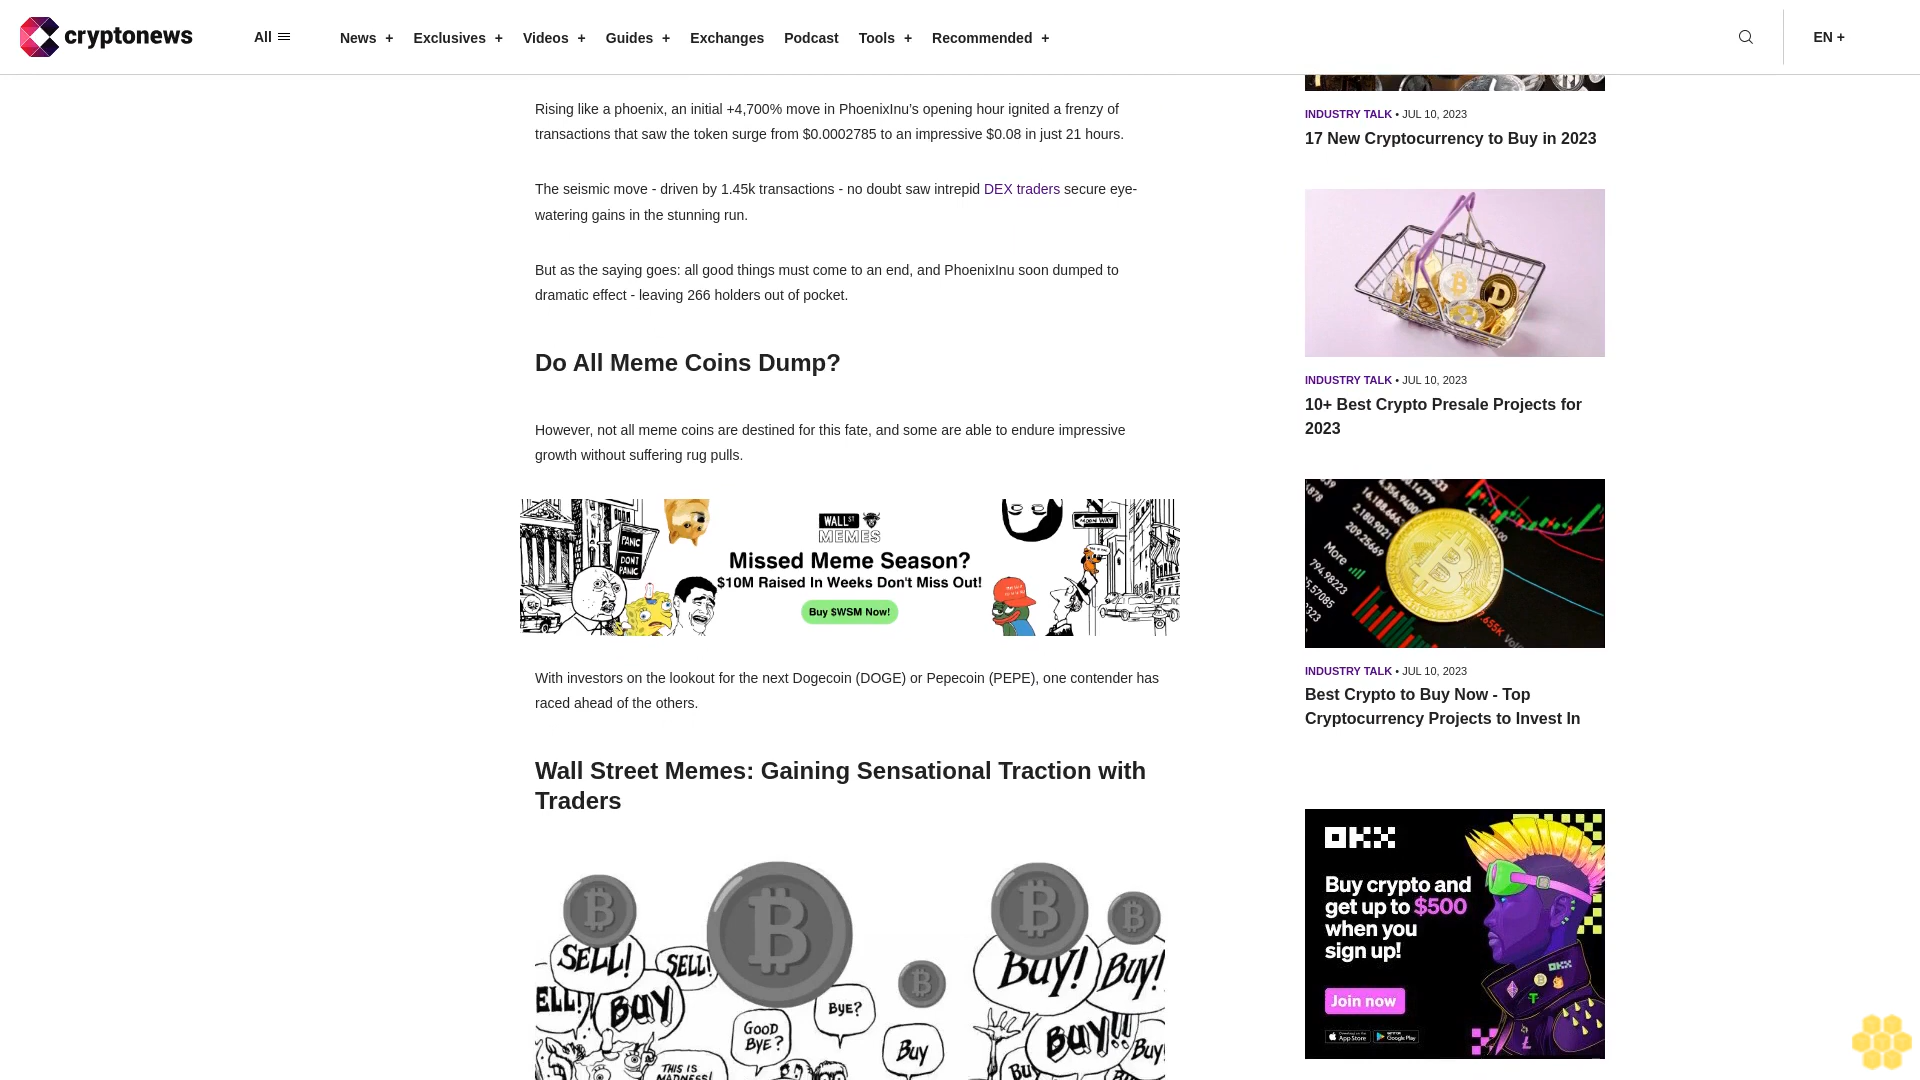 cryptonews
All
News +
Exclusives +
Videos +
Guides +
Exchanges
Podcast
Tools +
Recommended +
EN +
Rising like a phoenix, an initial +4,700% move in PhoenixInu’s opening hour ignited a frenzy of
transactions that saw the token surge from $0.0002785 to an impressive $0.08 in just 21 hours.
The seismic move - driven by 1.45k transactions - no doubt saw intrepid DEX traders secure eye-
watering gains in the stunning run.
But as the saying goes: all good things must come to an end, and PhoenixInu soon dumped to
dramatic effect - leaving 266 holders out of pocket.
Do All Meme Coins Dump?
However, not all meme coins are destined for this fate, and some are able to endure impressive
growth without suffering rug pulls.
PANIC
DONT
PANIC
WALL ST
MEMES
Missed Meme Season?
$10M Raised In Weeks Don't Miss Out!
Buy $WSM Now!
With investors on the lookout for the next Dogecoin (DOGE) or Pepecoin (PEPE), one contender has
raced ahead of the others.
Wall Street Memes: Gaining Sensational Traction with
Traders
SELL!
SELL!
ELL!
BUY
GOOD
BYE?
BYE?
BUY
THIS IS
MADNESS!
BUY!
BUY!
BUY!!
BUY
BUY
INDUSTRY TALK • JUL 10, 2023
17 New Cryptocurrency to Buy in 2023
INDUSTRY TALK • JUL 10, 2023
10+ Best Crypto Presale Projects for
2023
More
794.98223
INDUSTRY TALK • JUL 10, 2023
Best Crypto to Buy Now - Top
Cryptocurrency Projects to Invest In
OKX
Buy crypto and
get up to $500
when you
sign up!
Join now
App Store
Google Play